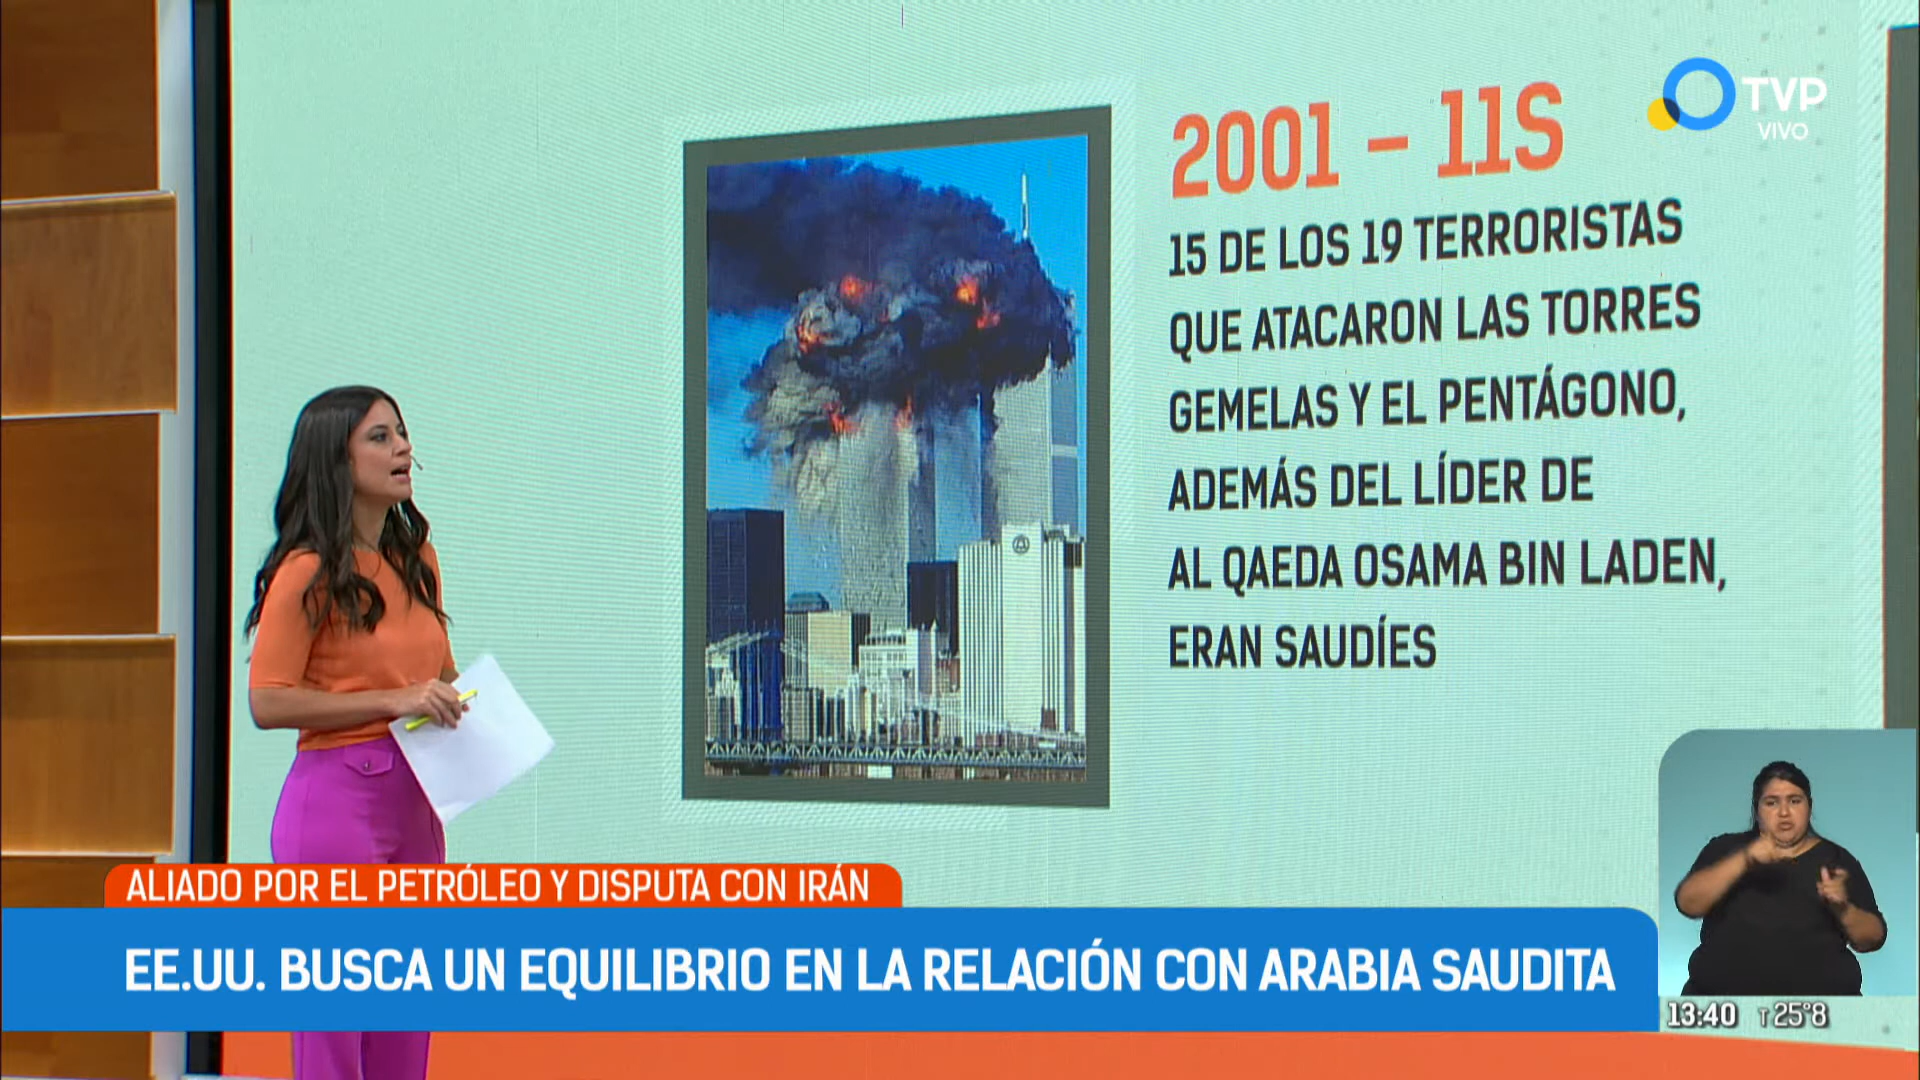 2001 – 11S
15 DE LOS 19 TERRORISTAS
QUE ATACARON LAS TORRES
GEMELAS Y EL PENTÁGONO,
ADEMÁS DEL LÍDER DE
AL QAEDA OSAMA BIN LADEN,
ERAN SAUDÍES
TVP
VIVO
ALIADO POR EL PETRÓLEO Y DISPUTA CON IRÁN
EE.UU. BUSCA UN EQUILIBRIO EN LA RELACIÓN CON ARABIA SAUDITA
13:40 T 25°8